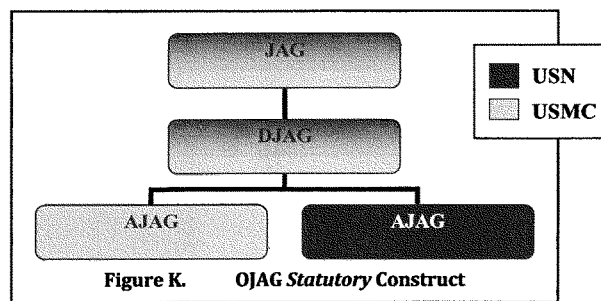 JAG
USN
USMC
DJAG
AJAG AJAG
Figure K. OJAG Statutory Construct